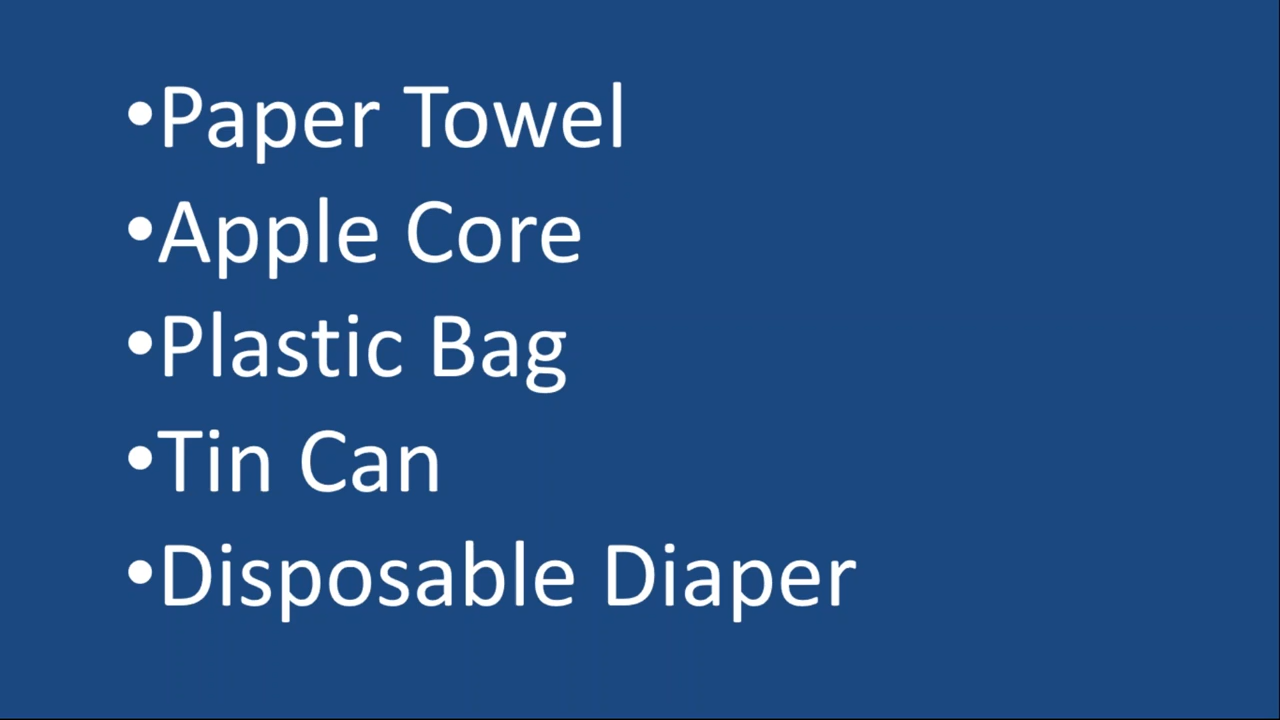 •Paper Towel
•Apple Core
•Plastic Bag
•Tin Can
•Disposable Diaper